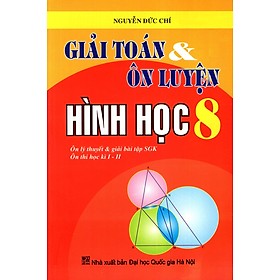 NGUYỄN ĐỨC CHÍ
GIẢI TOÁN &
ÔN LUYỆN
HÌNH HỌC 8
Ôn lý thuyết & giải bài tập SGK
Ôn thi học kì I - II
Nhà xuất bản Đại học Quốc gia Hà Nội